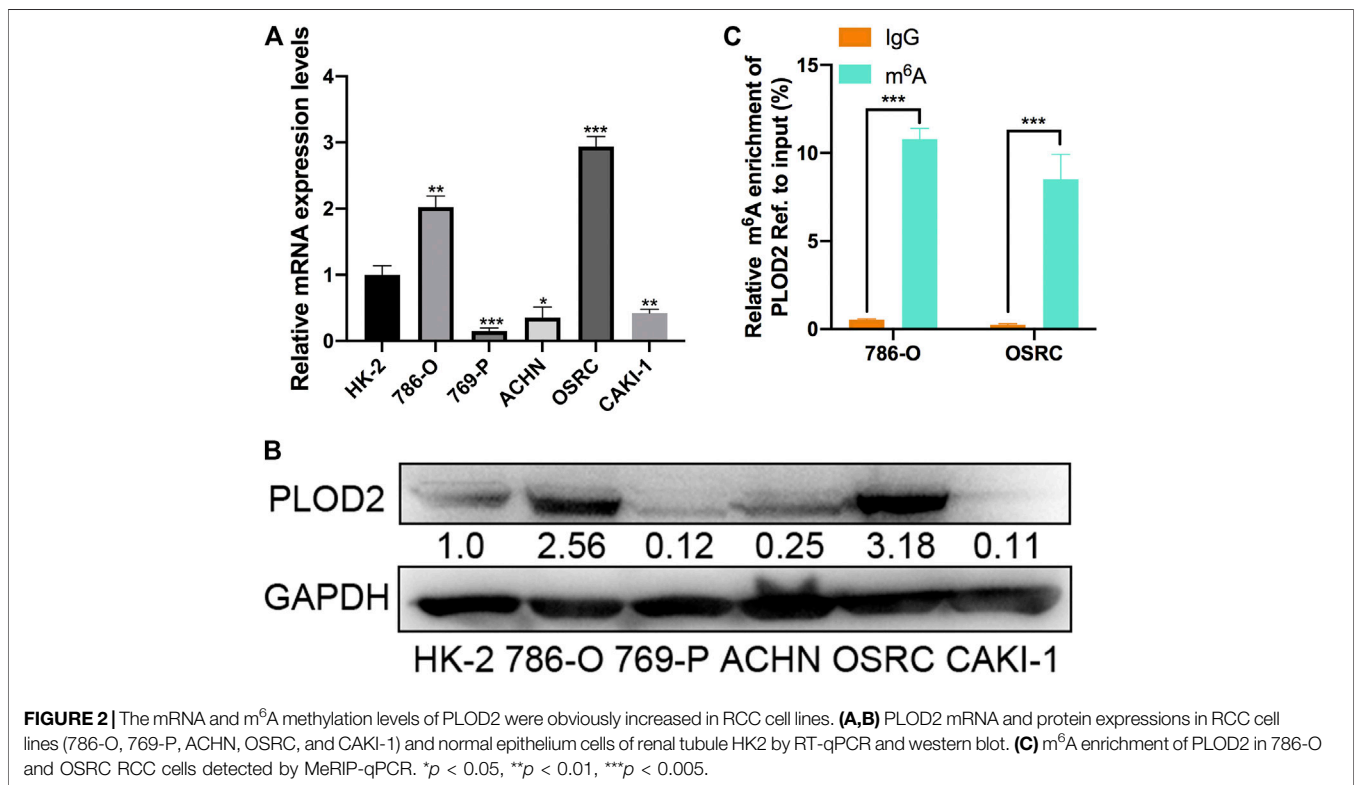 A
Relative mRNA expression levels
4
3
2
1
0
** *** * *** **
HK-2 786-O 769-P ACHN OSRC CAKI-1
C
IgG
m⁶A
Relative m⁶A enrichment of
PLOD2 Ref. to input (%)
15
10
5
0
*** ***
786-O OSRC
B
PLOD2
1.0 2.56 0.12 0.25 3.18 0.11
GAPDH
HK-2 786-O 769-P ACHN OSRC CAKI-1
FIGURE 2 | The mRNA and m⁶A methylation levels of PLOD2 were obviously increased in RCC cell lines. (A,B) PLOD2 mRNA and protein expressions in RCC cell
lines (786-O, 769-P, ACHN, OSRC, and CAKI-1) and normal epithelium cells of renal tubule HK2 by RT-qPCR and western blot. (C) m⁶A enrichment of PLOD2 in 786-O
and OSRC RCC cells detected by MeRIP-qPCR. *p < 0.05, **p < 0.01, ***p < 0.005.